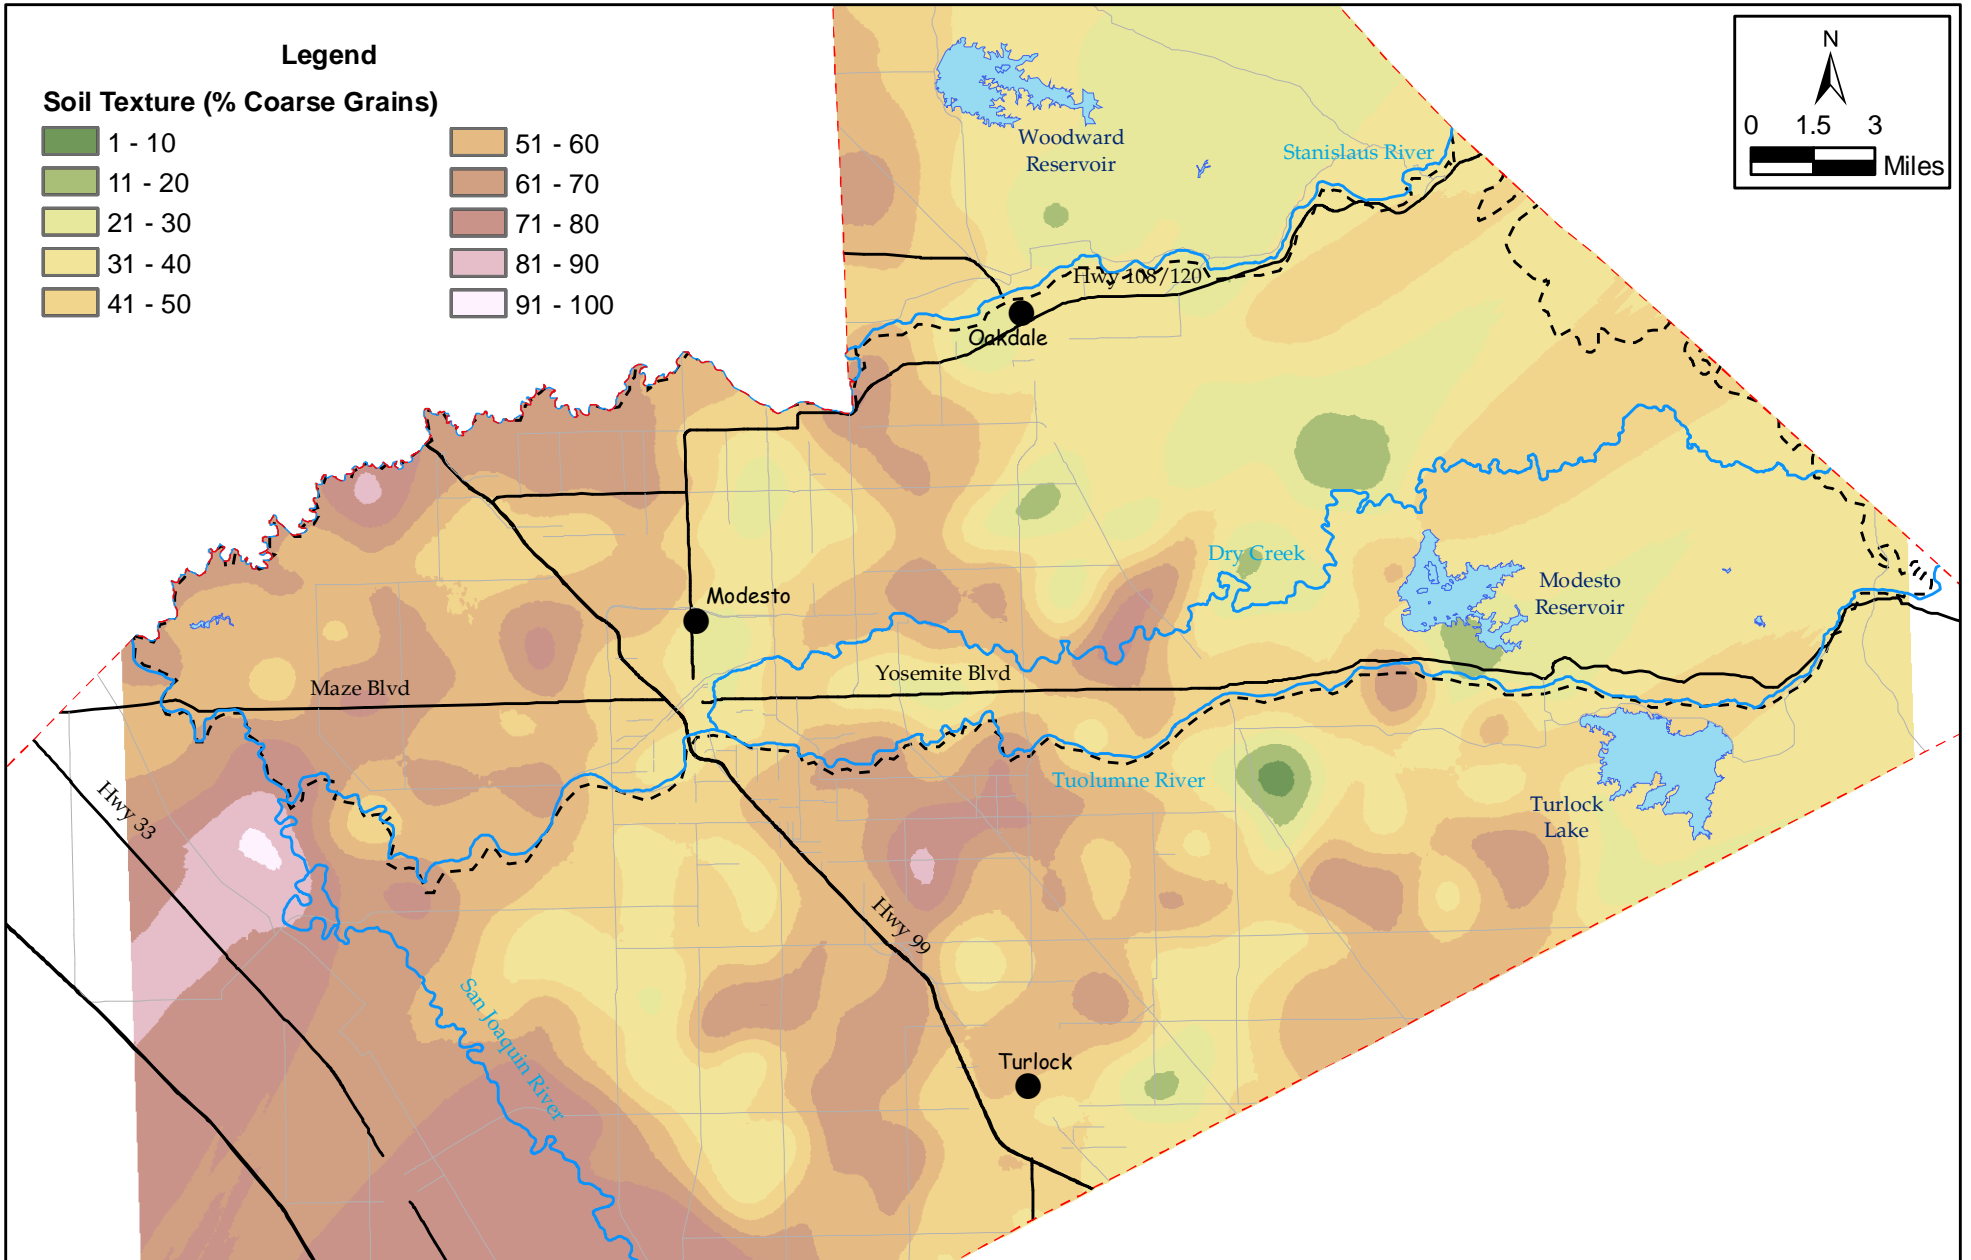 Legend
Soil Texture (% Coarse Grains)
1 - 10
11 - 20
21 - 30
31 - 40
41 - 50
51 - 60
61 - 70
71 - 80
81 - 90
91 - 100
N
0 1.5 3
Miles
Woodward
Reservoir
Stanislaus River
Hwy 108/120
Oakdale
Dry Creek
Modesto
Reservoir
Modesto
Maze Blvd
Yosemite Blvd
Tuolumne River
Turlock
Lake
Hwy 33
Hwy 99
San Joaquin River
Turlock